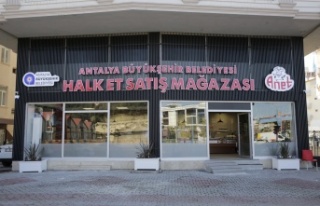 ANTALYA BÜYÜKŞEHİR BELEDİYESİ
HALK ET SATIŞ MAĞAZASI
Anet